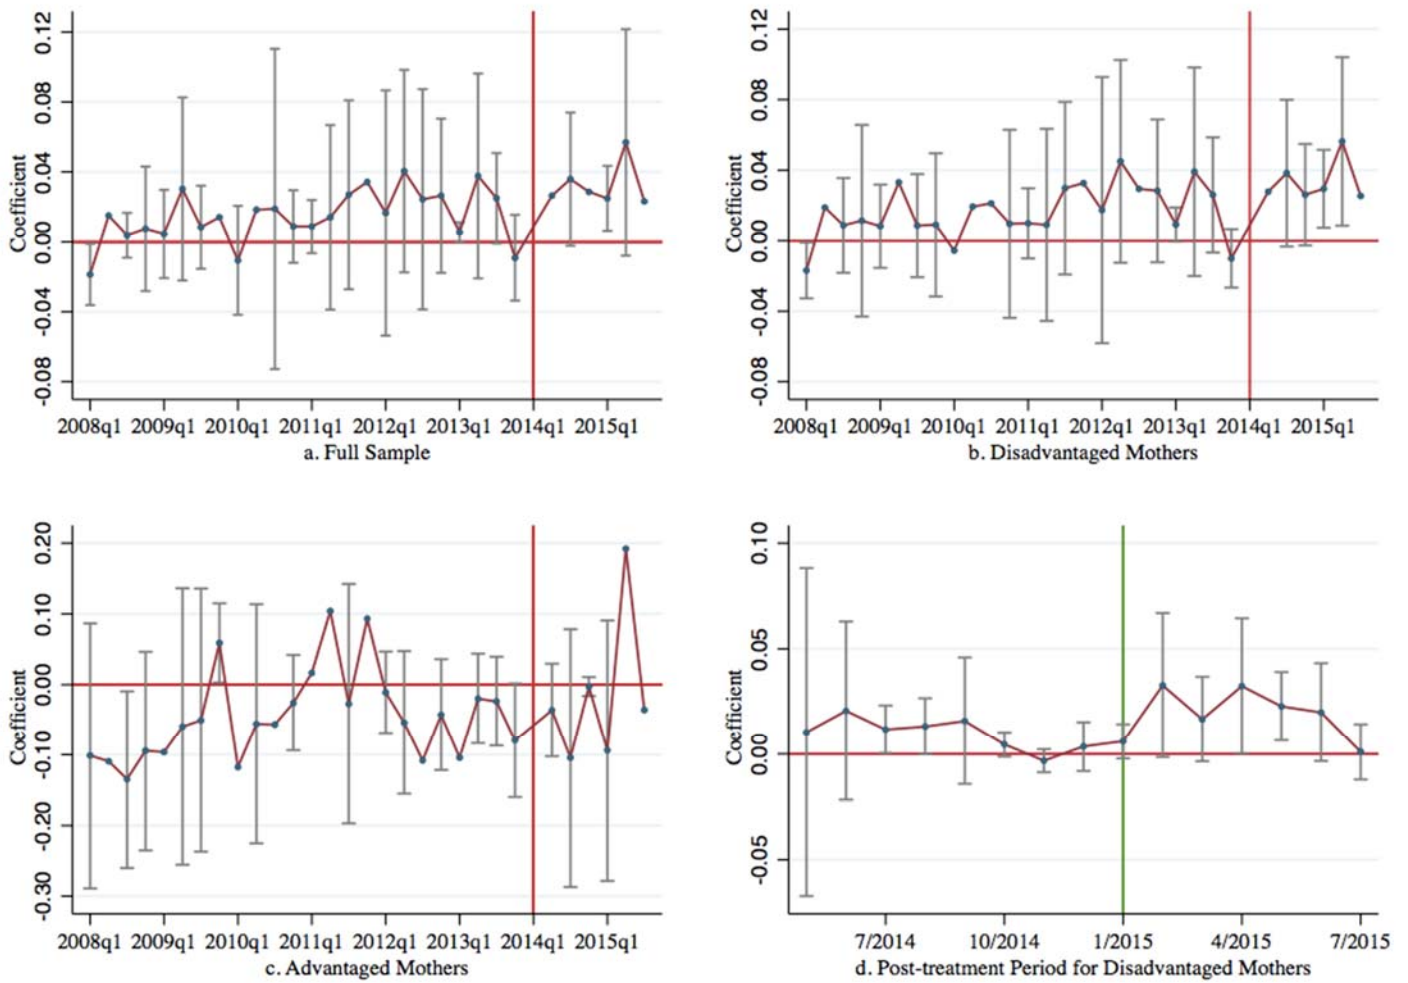 Coefficient
0.12
0.08
0.04
0.00
-0.04
-0.08
2008q1 2009q1 2010q1 2011q1 2012q1 2013q1 2014q1 2015q1
a. Full Sample
Coefficient
0.12
0.08
0.04
0.00
-0.04
-0.08
2008q1 2009q1 2010q1 2011q1 2012q1 2013q1 2014q1 2015q1
b. Disadvantaged Mothers
Coefficient
0.20
0.10
0.00
-0.10
-0.20
-0.30
2008q1 2009q1 2010q1 2011q1 2012q1 2013q1 2014q1 2015q1
c. Advantaged Mothers
Coefficient
0.10
0.05
0.00
-0.05
7/2014 10/2014 1/2015 4/2015 7/2015
d. Post-treatment Period for Disadvantaged Mothers